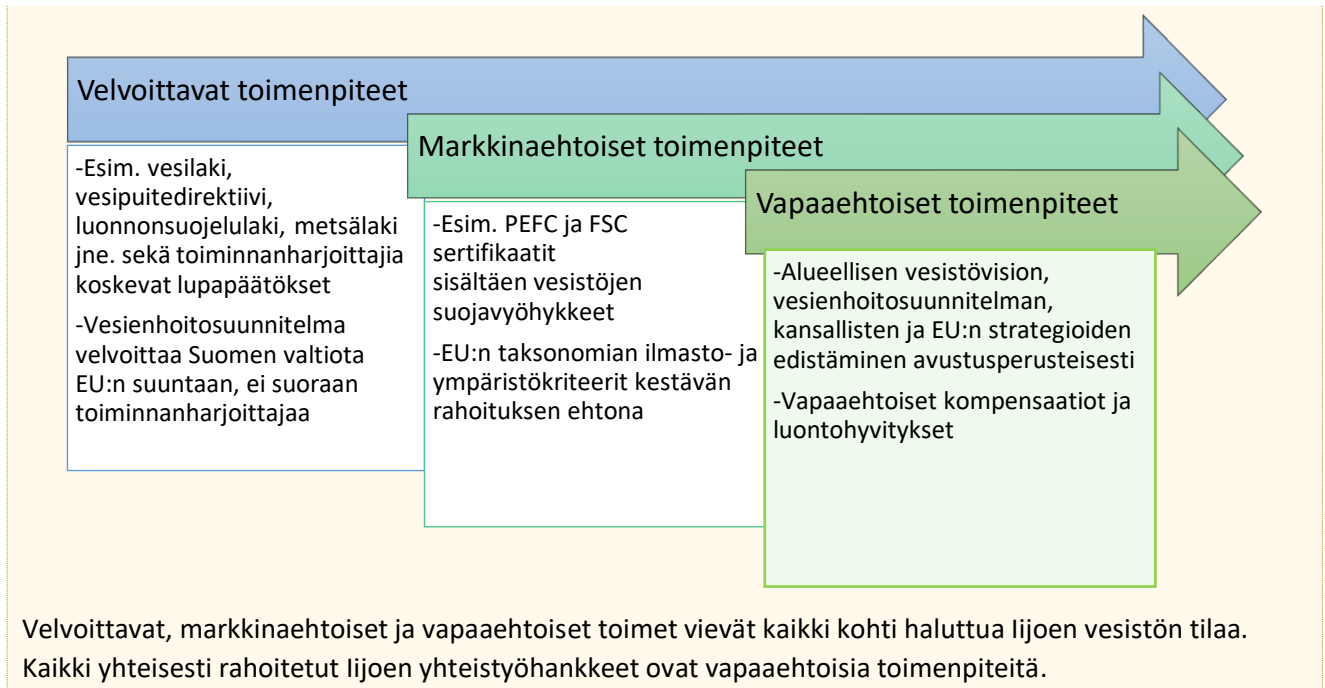 Velvoittavat toimenpiteet
-Esim. vesilaki,
vesipuitedirektiivi,
luonnonsuojelulaki, metsälaki
jne. sekä toiminnanharjoittajia
koskevat lupapäätökset
-Vesienhoitosuunnitelma
velvoittaa Suomen valtiota
EU:n suuntaan, ei suoraan
toiminnanharjoittajaa
Markkinaehtoiset toimenpiteet
-Esim. PEFC ja FSC
sertifikaatit
sisältäen vesistöjen
suojavyöhykkeet
-EU:n taksonomian ilmasto- ja
ympäristökriteerit kestävän
rahoituksen ehtona
Vapaaehtoiset toimenpiteet
-Alueellisen vesistövision,
vesienhoitosuunnitelman,
kansallisten ja EU:n strategioiden
edistäminen avustusperusteisesti
-Vapaaehtoiset kompensaatiot ja
luontohyvitykset
Velvoittavat, markkinaehtoiset ja vapaaehtoiset toimet vievät kaikki kohti haluttua Iijoen vesistön tilaa.
Kaikki yhteisesti rahoitetut Iijoen yhteistyöhankkeet ovat vapaaehtoisia toimenpiteitä.